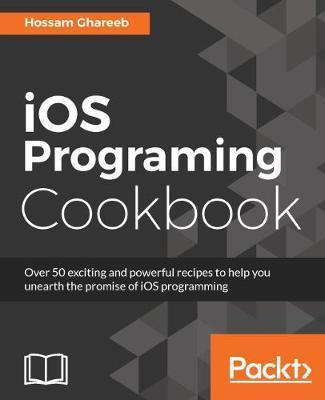 Hossam Ghareeb
iOS
Programing
Cookbook
Over 50 exciting and powerful recipes to help you
unearth the promise of iOS programming
Packt>